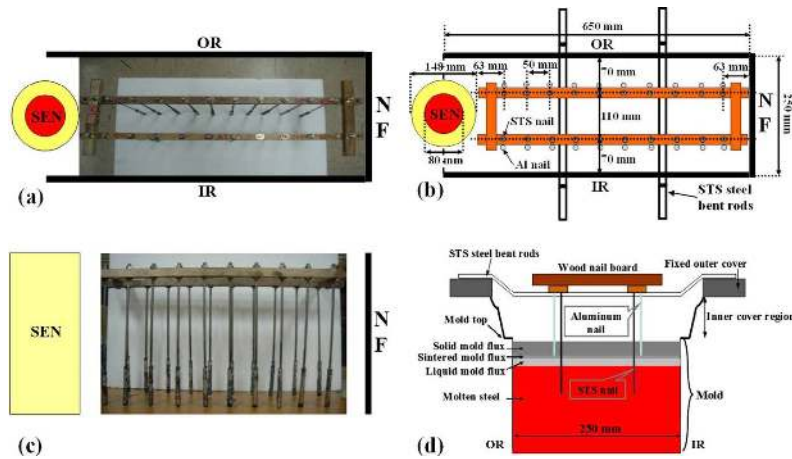 OR
SEN
N
F
(a)
IR
650 mm
OR
148 mm
63 mm
50 mm
63 mm
70 mm
SEN
STS nail
110 mm
N
F
250 mm
80 mm
Al nail
70 mm
(b)
IR
STS steel
bent rods
SEN
N
F
(c)
STS steel bent rods
Wood nail board
Fixed outer cover
Mold top
Aluminum
nail
Inner cover region
Solid mold flux
Sintered mold flux
Liquid mold flux
STS nail
Molten steel
Mold
250 mm
(d)
OR
IR